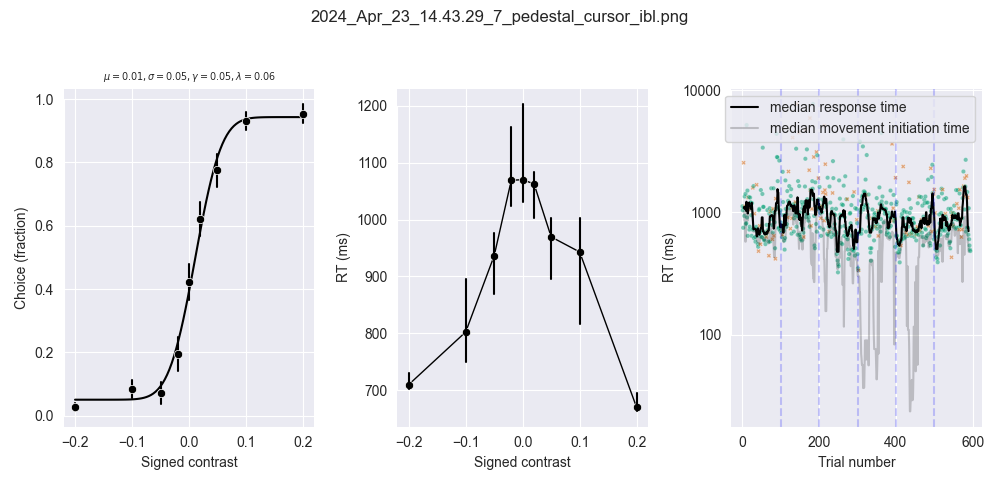 2024_Apr_23_14.43.29_7_pedestal_cursor_ibl.png
μ = 0.01, σ = 0.05, γ = 0.05, λ = 0.06
1.0
0.8
0.6
0.4
0.2
0.0
Choice (fraction)
−0.2 −0.1 0.0 0.1 0.2
Signed contrast
1200
1100
1000
900
800
700
RT (ms)
−0.2 −0.1 0.0 0.1 0.2
Signed contrast
10000
1000
100
RT (ms)
median response time
median movement initiation time
0 200 400 600
Trial number